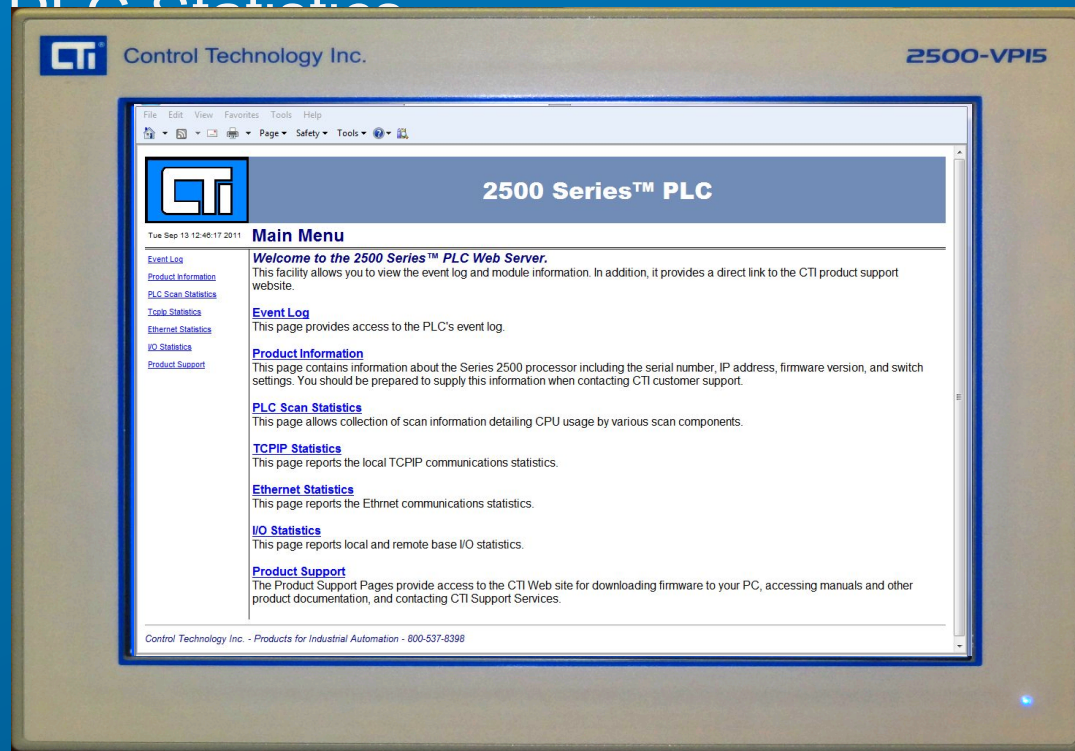 PLC Statistics
CTi Control Technology Inc. 2500-VPI5
File Edit View Favorites Tools Help
Page Safety Tools
CTi
2500 Series™ PLC
Tue Sep 13 12:46:17 2011 Main Menu
Event Log
Product Information
PLC Scan Statistics
TcpIp Statistics
Ethernet Statistics
I/O Statistics
Product Support
Welcome to the 2500 Series™ PLC Web Server.
This facility allows you to view the event log and module information. In addition, it provides a direct link to the CTI product support
website.
Event Log
This page provides access to the PLC's event log.
Product Information
This page contains information about the Series 2500 processor including the serial number, IP address, firmware version, and switch
settings. You should be prepared to supply this information when contacting CTI customer support.
PLC Scan Statistics
This page allows collection of scan information detailing CPU usage by various scan components.
TCPIP Statistics
This page reports the local TCPIP communications statistics.
Ethernet Statistics
This page reports the Ethrnet communications statistics.
I/O Statistics
This page reports local and remote base I/O statistics.
Product Support
The Product Support Pages provide access to the CTI Web site for downloading firmware to your PC, accessing manuals and other
product documentation, and contacting CTI Support Services.
Control Technology Inc. - Products for Industrial Automation - 800-537-8398